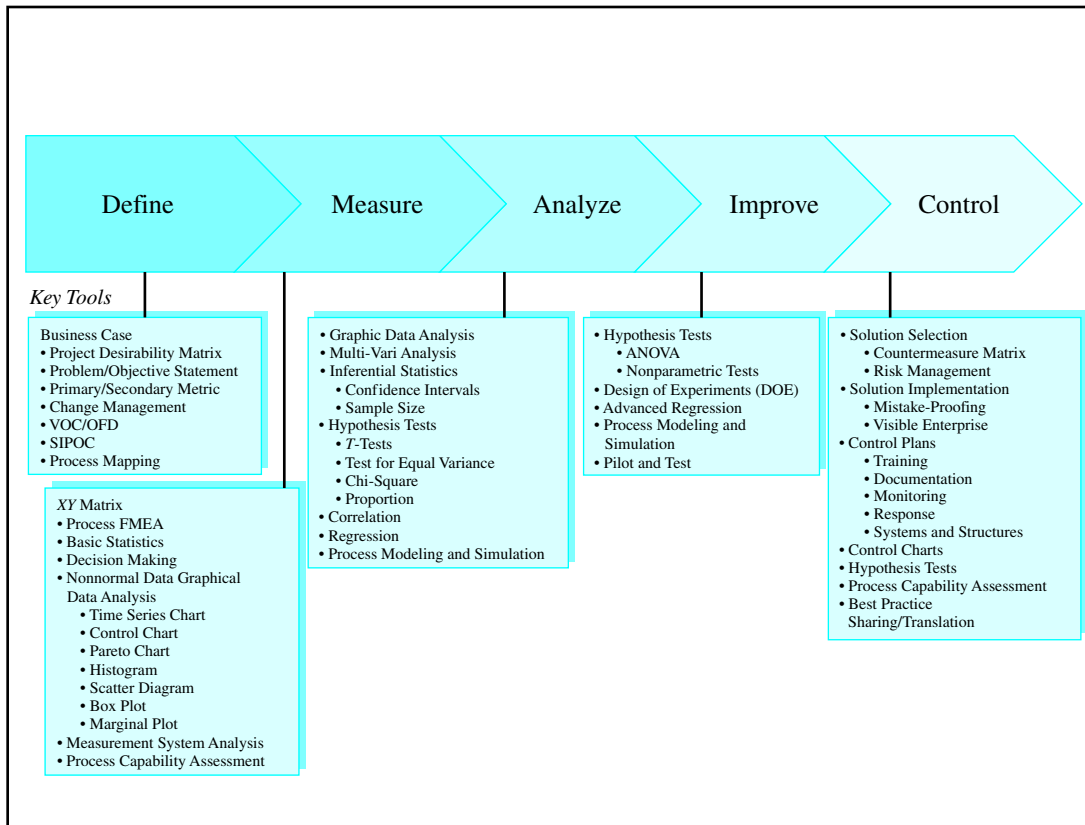 Define
Measure
Analyze
Improve
Control
Key Tools
Business Case
• Project Desirability Matrix
• Problem/Objective Statement
• Primary/Secondary Metric
• Change Management
• VOC/OFD
• SIPOC
• Process Mapping
XY Matrix
• Process FMEA
• Basic Statistics
• Decision Making
• Nonnormal Data Graphical
Data Analysis
• Time Series Chart
• Control Chart
• Pareto Chart
• Histogram
• Scatter Diagram
• Box Plot
• Marginal Plot
• Measurement System Analysis
• Process Capability Assessment
• Graphic Data Analysis
• Multi-Vari Analysis
• Inferential Statistics
• Confidence Intervals
• Sample Size
• Hypothesis Tests
• T-Tests
• Test for Equal Variance
• Chi-Square
• Proportion
• Correlation
• Regression
• Process Modeling and Simulation
• Hypothesis Tests
• ANOVA
• Nonparametric Tests
• Design of Experiments (DOE)
• Advanced Regression
• Process Modeling and
Simulation
• Pilot and Test
• Solution Selection
• Countermeasure Matrix
• Risk Management
• Solution Implementation
• Mistake-Proofing
• Visible Enterprise
• Control Plans
• Training
• Documentation
• Monitoring
• Response
• Systems and Structures
• Control Charts
• Hypothesis Tests
• Process Capability Assessment
• Best Practice
Sharing/Translation